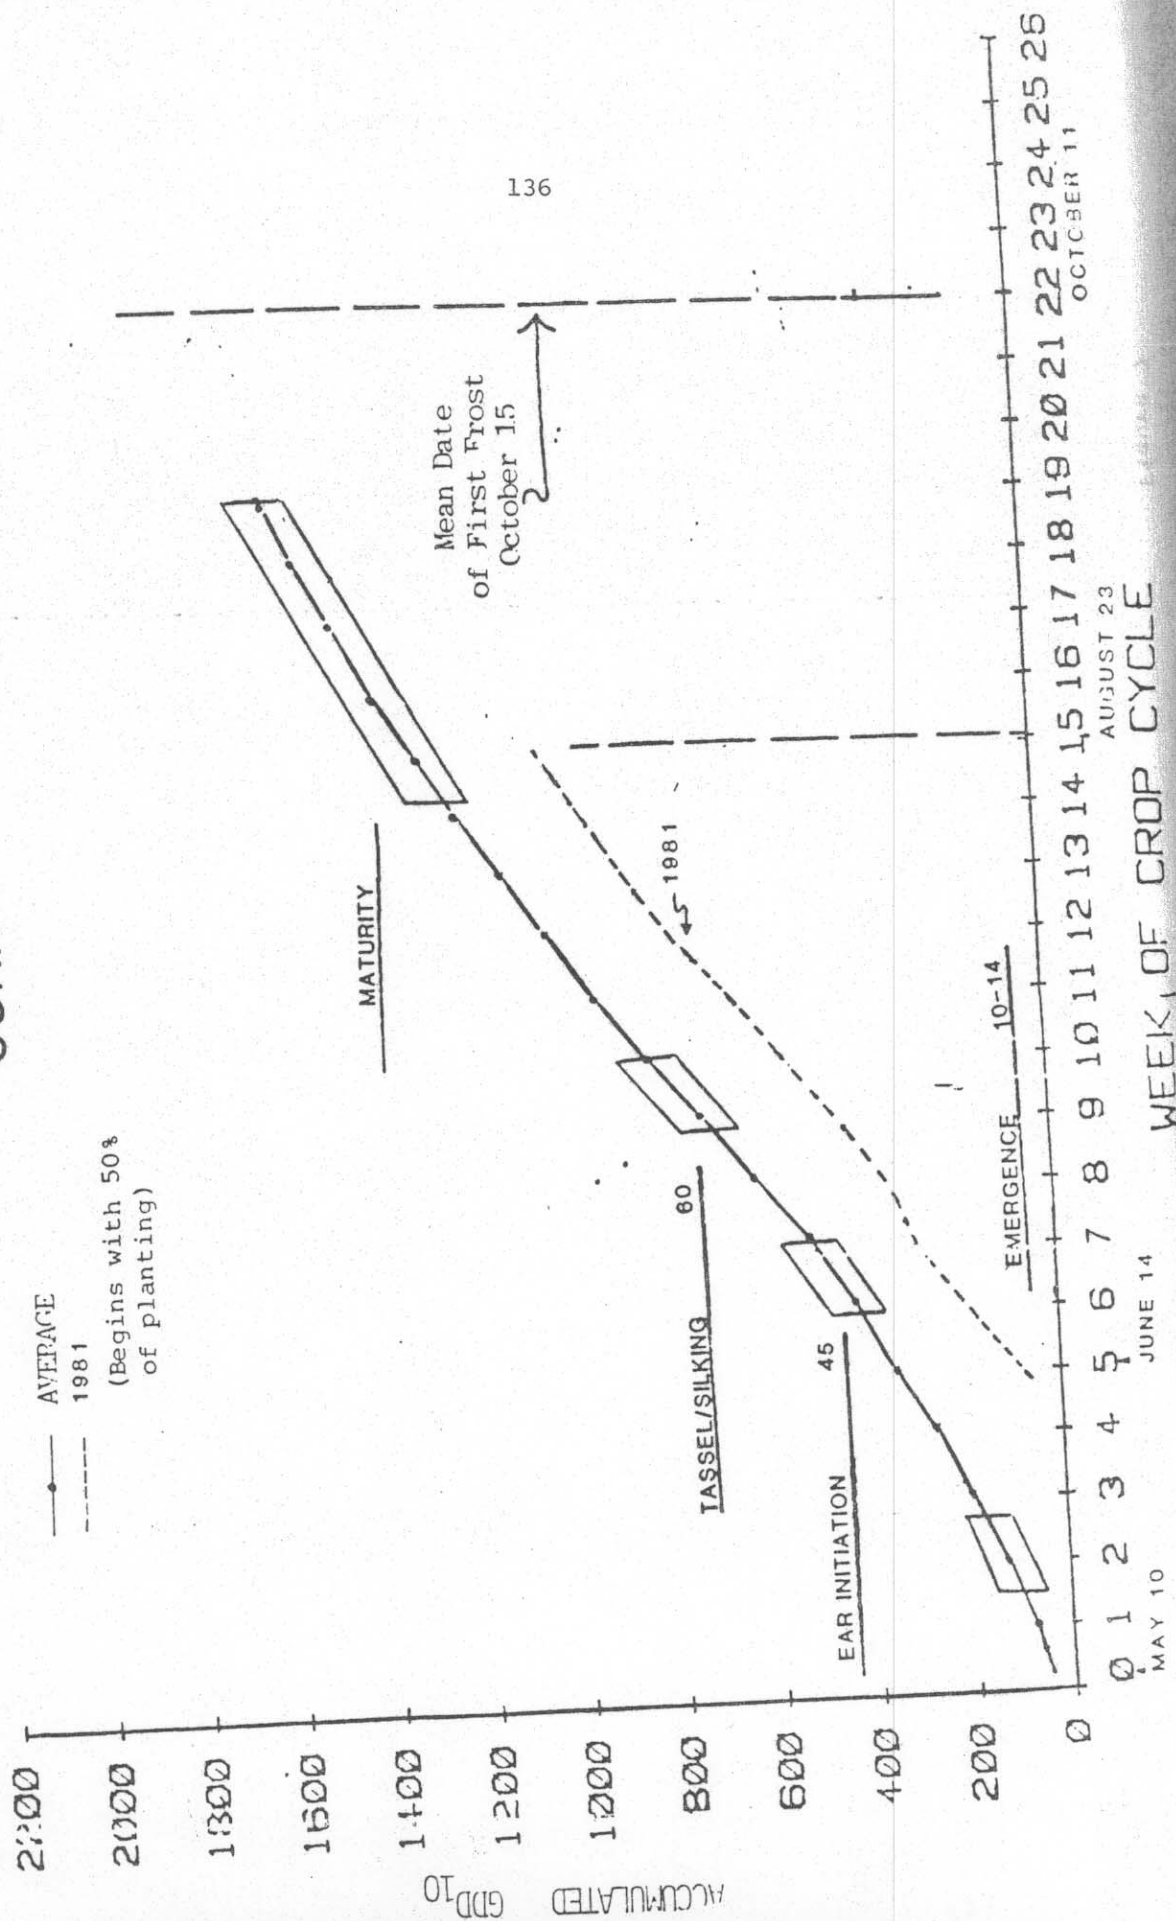 136
AVERAGE
1981
(Begins with 50%
of planting)
MATURITY
Mean Date
of First Frost
October 15
1981
TASSEL/SILKING 60
EAR INITIATION 45
EMERGENCE 10-14
2200
2000
1800
1600
1400
1200
1000
800
600
400
200
0
ACCUMULATED GDD10
0 1 2 3 4 5 6 7 8 9 10 11 12 13 14 15 16 17 18 19 20 21 22 23 24 25 26
MAY 10 JUNE 14 AUGUST 23 OCTOBER 11
WEEK OF CROP CYCLE